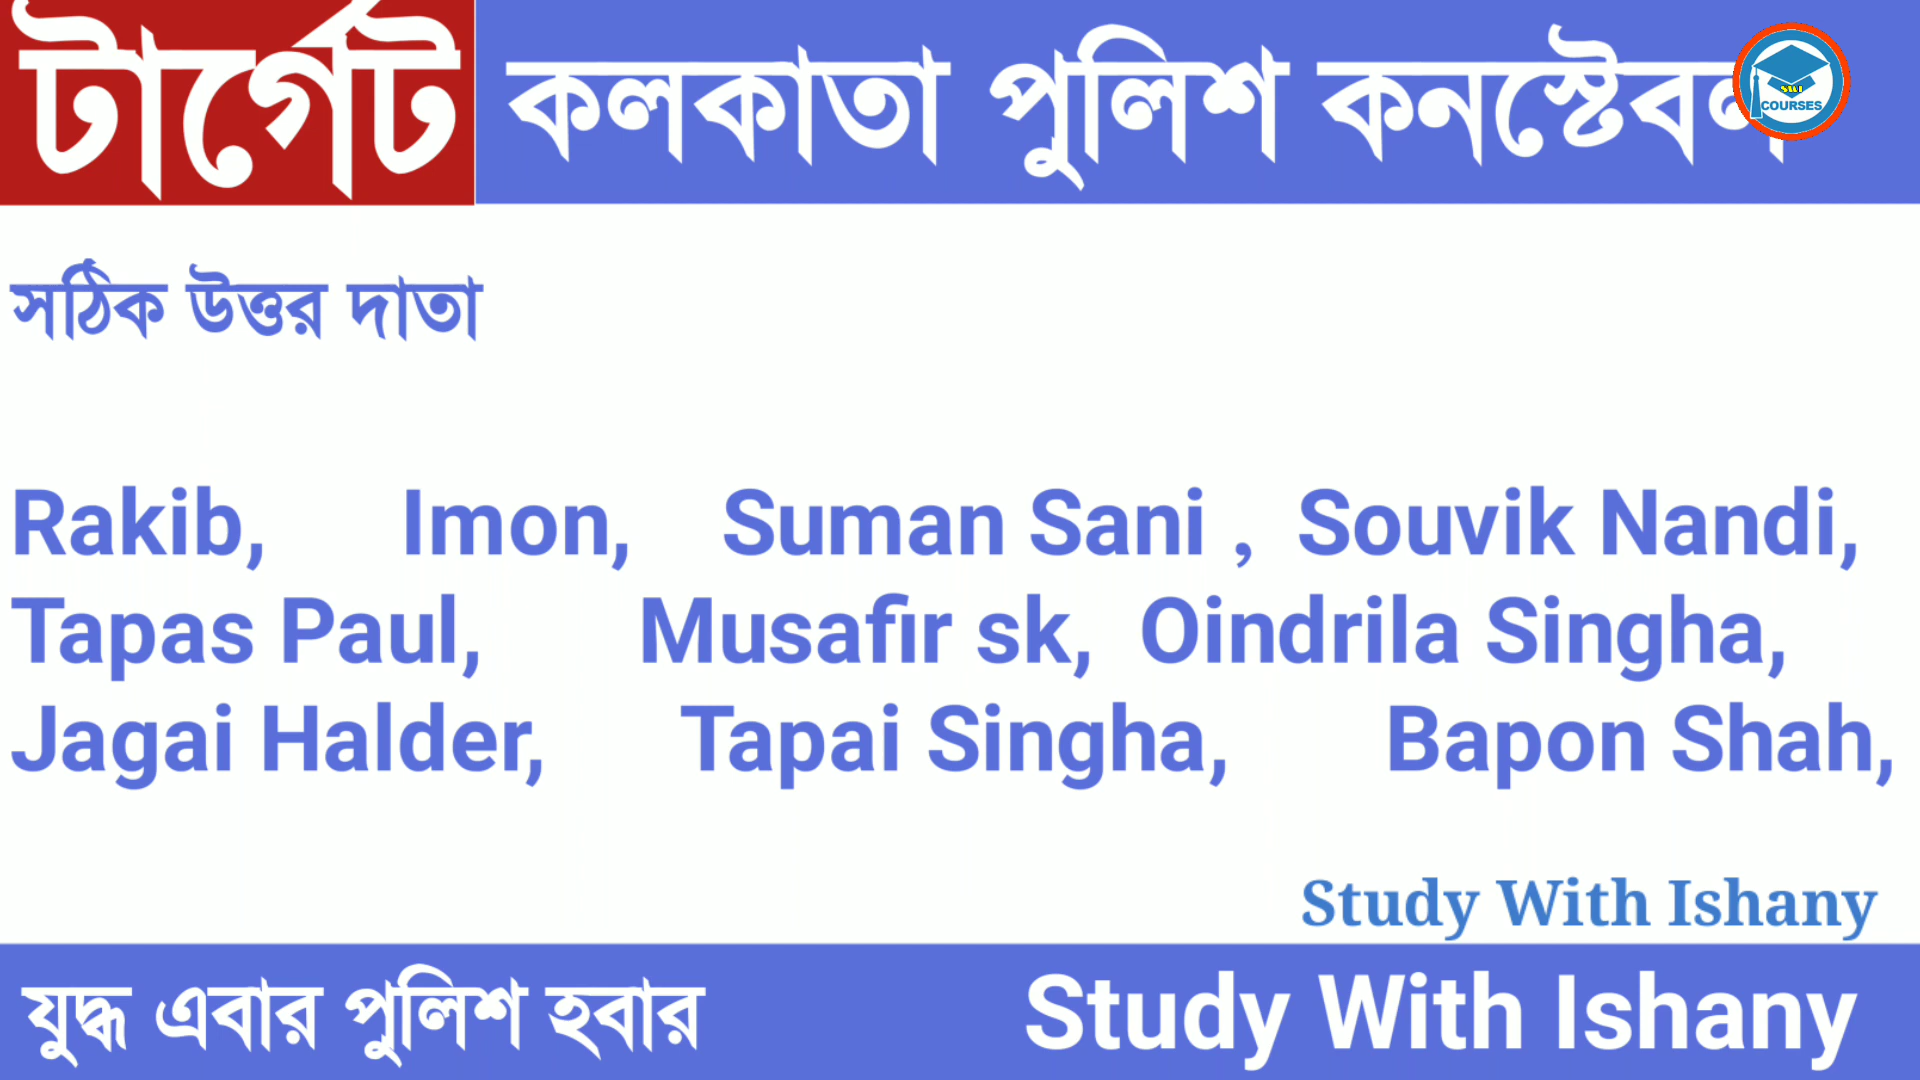 টার্গেট কলকাতা পুলিশ কনস্টেবল
SWI
COURSES
সঠিক উত্তর দাতা
Rakib, Imon, Suman Sani , Souvik Nandi,
Tapas Paul, Musafir sk, Oindrila Singha,
Jagai Halder, Tapai Singha, Bapon Shah,
Study With Ishany
যুদ্ধ এবার পুলিশ হবার Study With Ishany